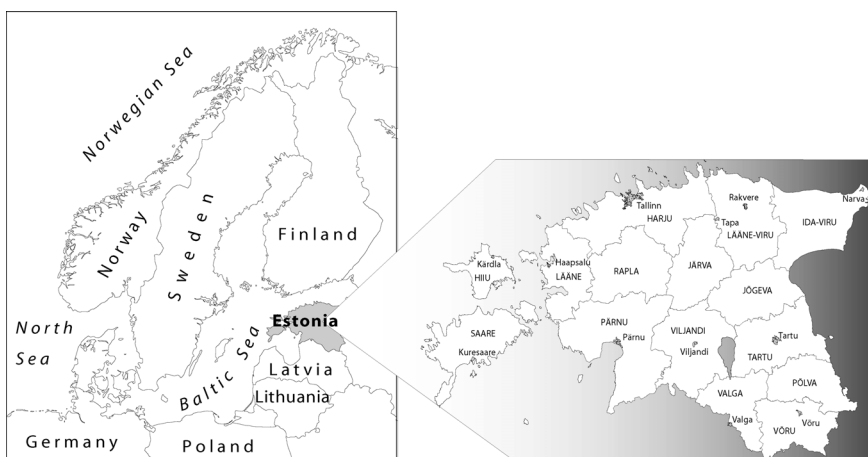 Norwegian Sea
Norway
Sweden
Finland
North
Sea
Estonia
Baltic Sea
Latvia
Lithuania
Germany
Poland
Tallinn
HARJU
Rakvere
Tapa
LÄÄNE-VIRU
Narva
IDA-VIRU
Kärdla
HIIU
Haapsalu
LÄÄNE
RAPLA
JÄRVA
JÕGEVA
SAARE
Kuresaare
PÄRNU
Pärnu
VILJANDI
Viljandi
Tartu
TARTU
VALGA
Valga
PÕLVA
Võru
VÕRU